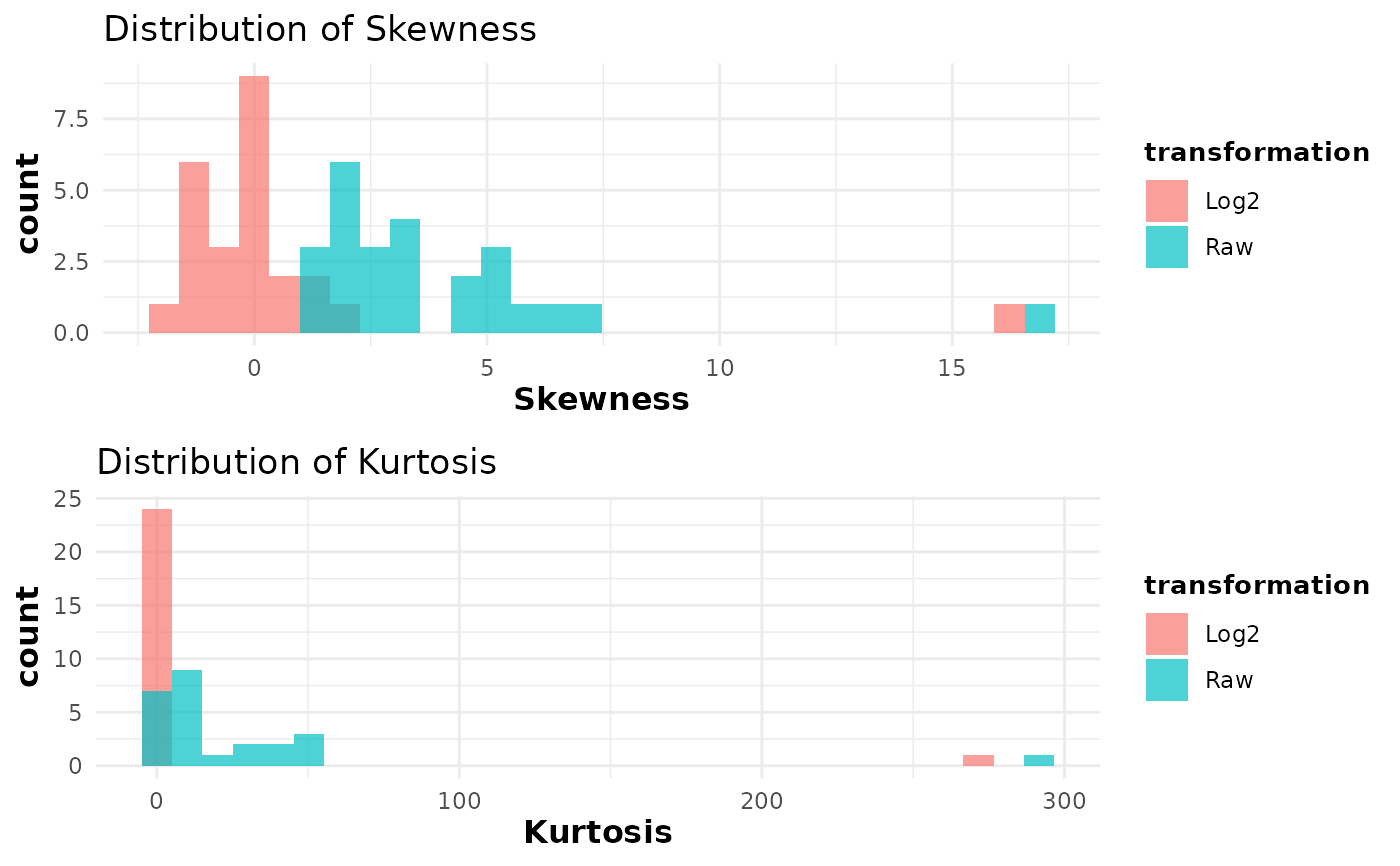 Distribution of Skewness
count
7.5
5.0
2.5
0.0
0 5 10 15
Skewness
transformation
Log2
Raw
Distribution of Kurtosis
count
25
20
15
10
5
0
0 100 200 300
Kurtosis
transformation
Log2
Raw